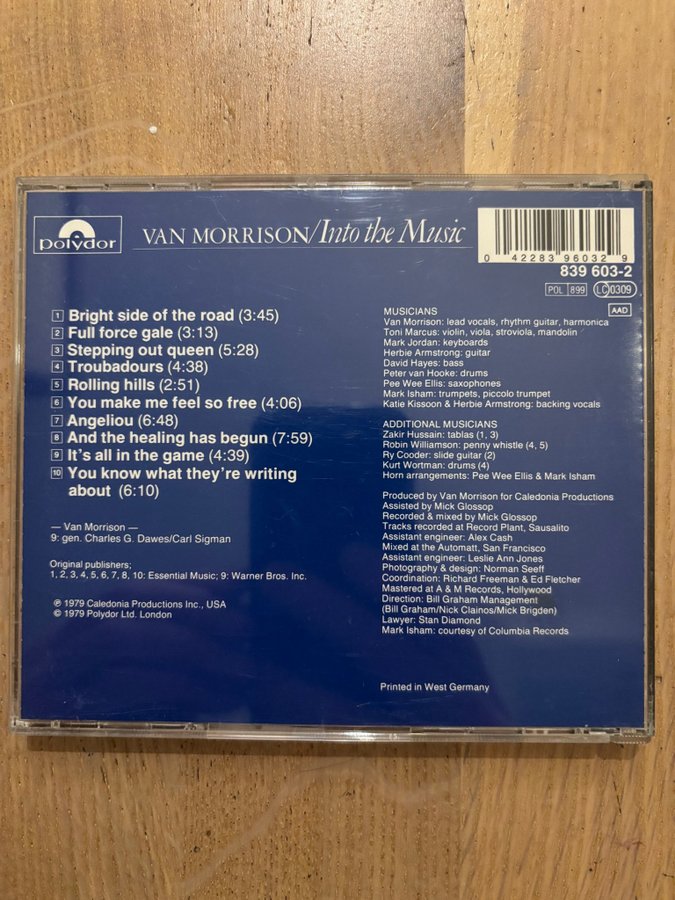 polydor
VAN MORRISON/Into the Music
0 42283 96032 9
839 603-2
POL 899 LC 0309
AAD
1 Bright side of the road (3:45)
2 Full force gale (3:13)
3 Stepping out queen (5:28)
4 Troubadours (4:38)
5 Rolling hills (2:51)
6 You make me feel so free (4:06)
7 Angeliou (6:48)
8 And the healing has begun (7:59)
9 It's all in the game (4:39)
10 You know what they're writing
about (6:10)
— Van Morrison —
9: gen. Charles G. Dawes/Carl Sigman
Original publishers;
1, 2, 3, 4, 5, 6, 7, 8, 10: Essential Music; 9: Warner Bros. Inc.
℗ 1979 Caledonia Productions Inc., USA
© 1979 Polydor Ltd. London
MUSICIANS
Van Morrison: lead vocals, rhythm guitar, harmonica
Toni Marcus: violin, viola, stroviola, mandolin
Mark Jordan: keyboards
Herbie Armstrong: guitar
David Hayes: bass
Peter van Hooke: drums
Pee Wee Ellis: saxophones
Mark Isham: trumpets, piccolo trumpet
Katie Kissoon & Herbie Armstrong: backing vocals
ADDITIONAL MUSICIANS
Zakir Hussain: tablas (1, 3)
Robin Williamson: penny whistle (4, 5)
Ry Cooder: slide guitar (2)
Kurt Wortman: drums (4)
Horn arrangements: Pee Wee Ellis & Mark Isham
Produced by Van Morrison for Caledonia Productions
Assisted by Mick Glossop
Recorded & mixed by Mick Glossop
Tracks recorded at Record Plant, Sausalito
Assistant engineer: Alex Cash
Mixed at the Automatt, San Francisco
Assistant engineer: Leslie Ann Jones
Photography & design: Norman Seeff
Coordination: Richard Freeman & Ed Fletcher
Mastered at A & M Records, Hollywood
Direction: Bill Graham Management
(Bill Graham/Nick Clainos/Mick Brigden)
Lawyer: Stan Diamond
Mark Isham: courtesy of Columbia Records
Printed in West Germany